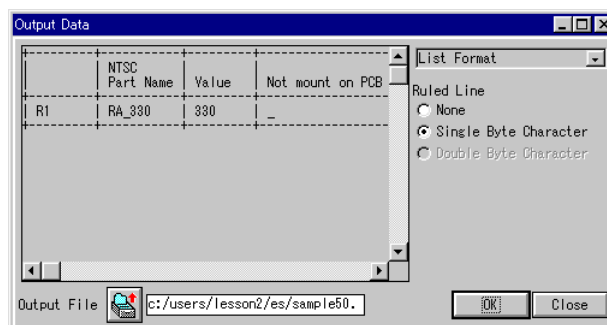 Output Data
NTSC
Part Name
Value
Not mount on PCB
R1
RA_330
330
_
List Format
Ruled Line
None
Single Byte Character
Double Byte Character
Output File
c:/users/lesson2/es/sample50.
OK
Close